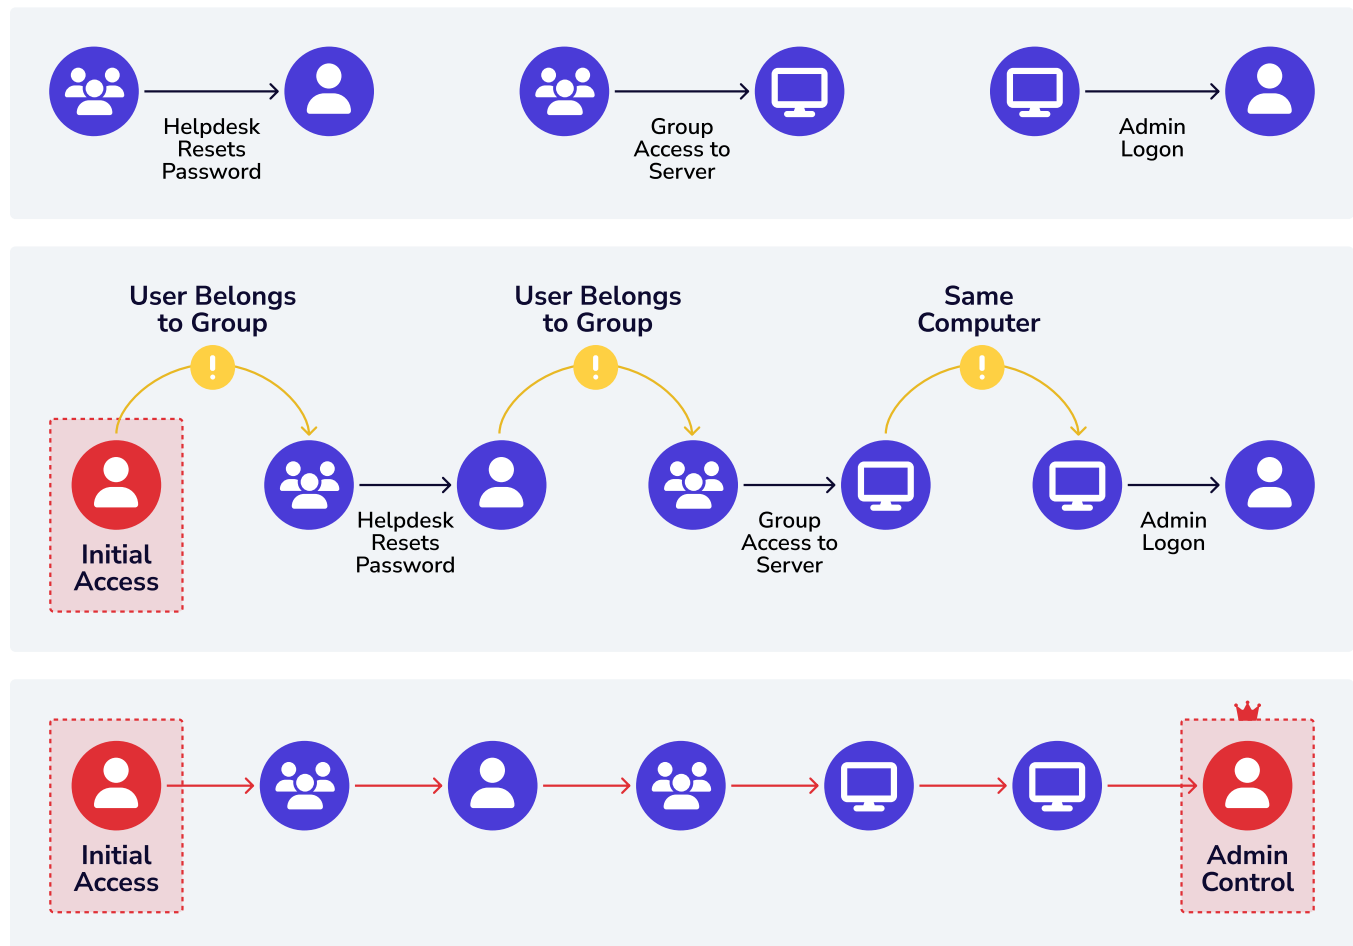 Helpdesk
Resets
Password
Group
Access to
Server
Admin
Logon
User Belongs
to Group
User Belongs
to Group
Same
Computer
Initial
Access
Helpdesk
Resets
Password
Group
Access to
Server
Admin
Logon
Initial
Access
Admin
Control